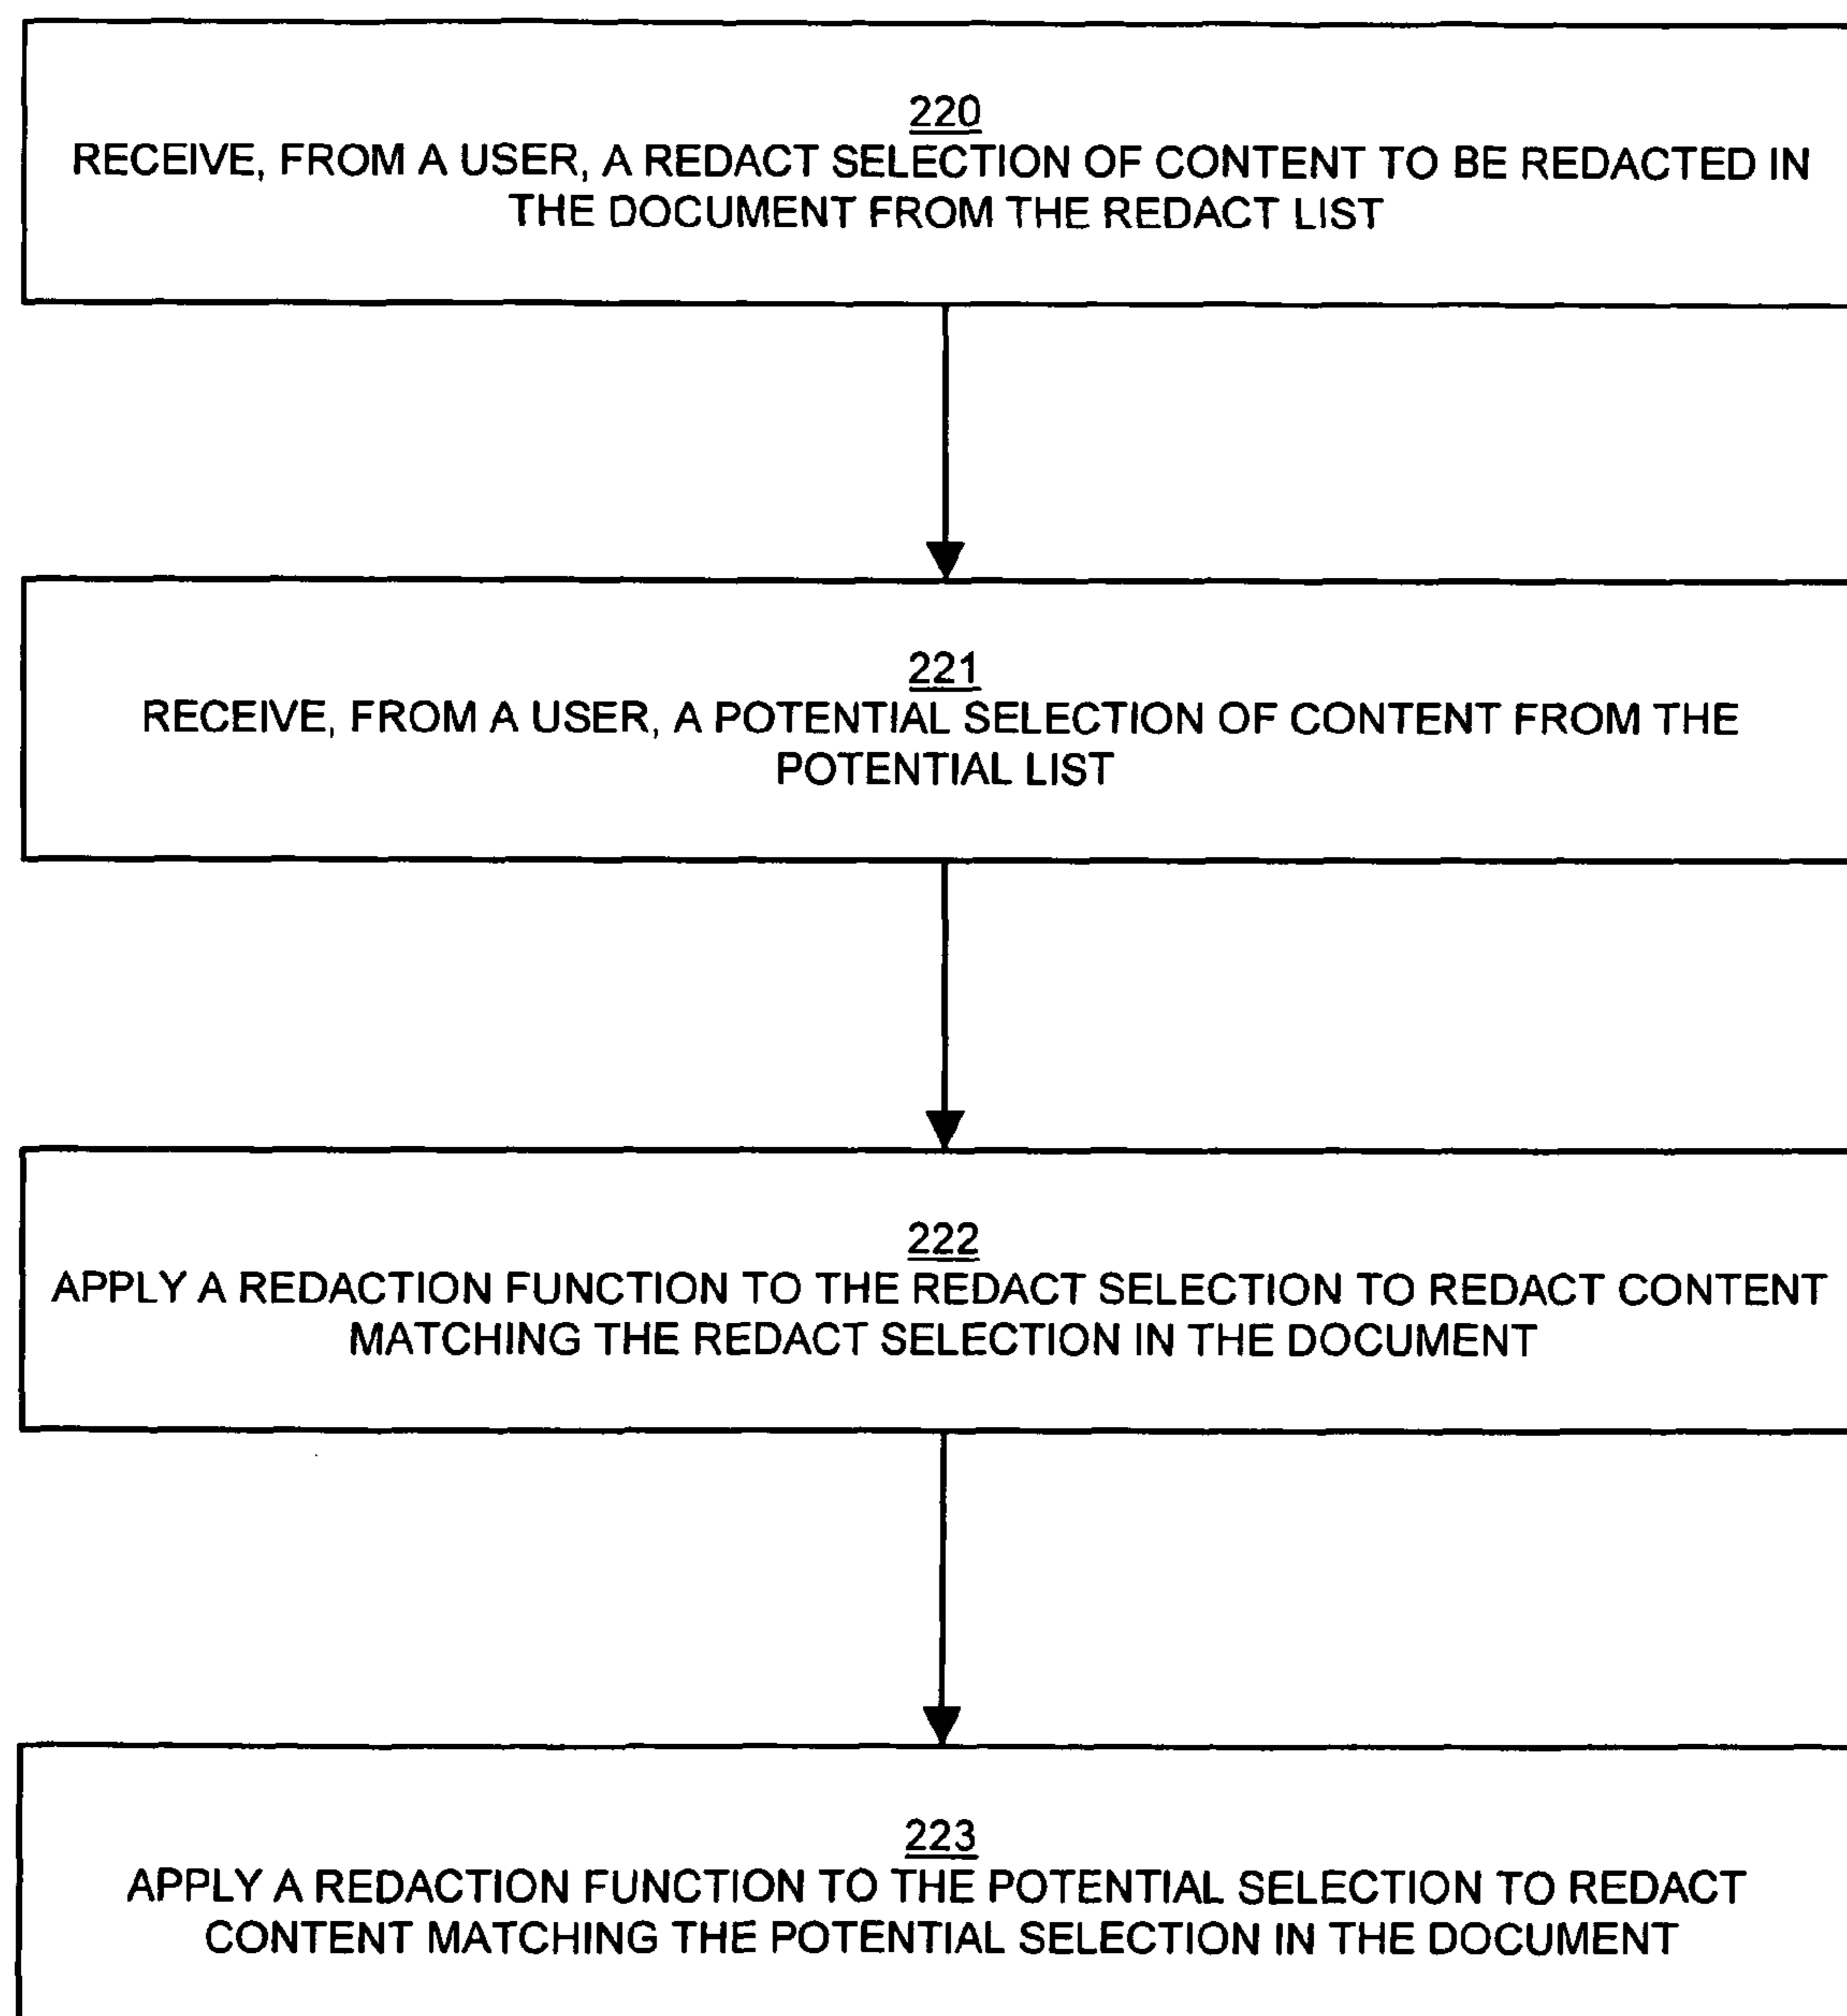 220
RECEIVE, FROM A USER, A REDACT SELECTION OF CONTENT TO BE REDACTED IN
THE DOCUMENT FROM THE REDACT LIST
221
RECEIVE, FROM A USER, A POTENTIAL SELECTION OF CONTENT FROM THE
POTENTIAL LIST
222
APPLY A REDACTION FUNCTION TO THE REDACT SELECTION TO REDACT CONTENT
MATCHING THE REDACT SELECTION IN THE DOCUMENT
223
APPLY A REDACTION FUNCTION TO THE POTENTIAL SELECTION TO REDACT
CONTENT MATCHING THE POTENTIAL SELECTION IN THE DOCUMENT